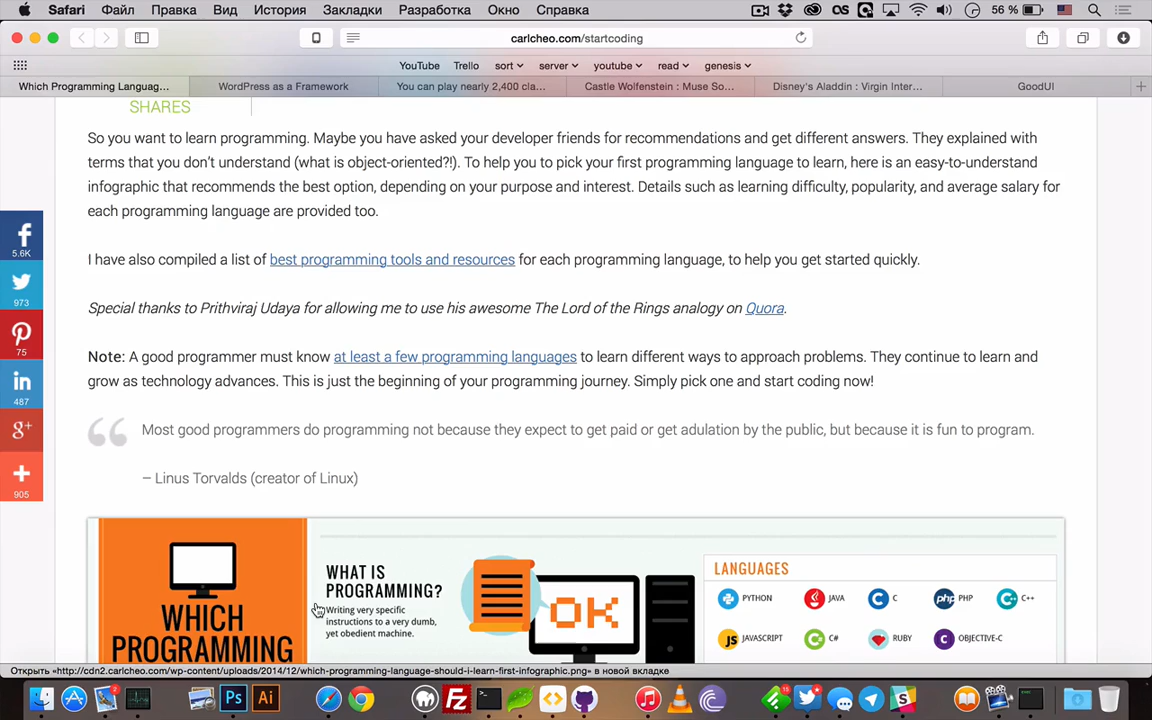 Safari Файл Правка Вид История Закладки Разработка Окно Справка 56 %
carlcheo.com/startcoding
YouTube Trello sort server youtube read genesis
Which Programming Languag... WordPress as a Framework You can play nearly 2,400 cla... Castle Wolfenstein : Muse So... Disney's Aladdin : Virgin Inter... GoodUI
SHARES
So you want to learn programming. Maybe you have asked your developer friends for recommendations and get different answers. They explained with
terms that you don't understand (what is object-oriented?!). To help you to pick your first programming language to learn, here is an easy-to-understand
infographic that recommends the best option, depending on your purpose and interest. Details such as learning difficulty, popularity, and average salary for
each programming language are provided too.
5.6K
I have also compiled a list of best programming tools and resources for each programming language, to help you get started quickly.
973
Special thanks to Prithviraj Udaya for allowing me to use his awesome The Lord of the Rings analogy on Quora.
75
Note: A good programmer must know at least a few programming languages to learn different ways to approach problems. They continue to learn and
grow as technology advances. This is just the beginning of your programming journey. Simply pick one and start coding now!
487
Most good programmers do programming not because they expect to get paid or get adulation by the public, but because it is fun to program.
– Linus Torvalds (creator of Linux)
905
WHICH
PROGRAMMING
WHAT IS
PROGRAMMING?
Writing very specific
instructions to a very dumb,
yet obedient machine.
OK
LANGUAGES
PYTHON JAVA C PHP C++
JAVASCRIPT C# RUBY OBJECTIVE-C
Открыть «http://cdn2.carlcheo.com/wp-content/uploads/2014/12/which-programming-language-should-i-learn-first-infographic.png» в новой вкладке